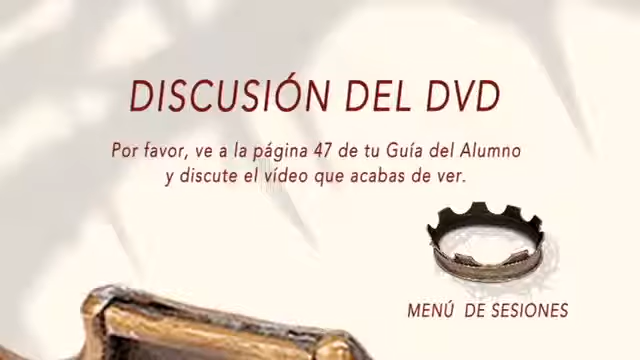 DISCUSIÓN DEL DVD
Por favor, ve a la página 47 de tu Guía del Alumno
y discute el vídeo que acabas de ver.
MENÚ DE SESIONES